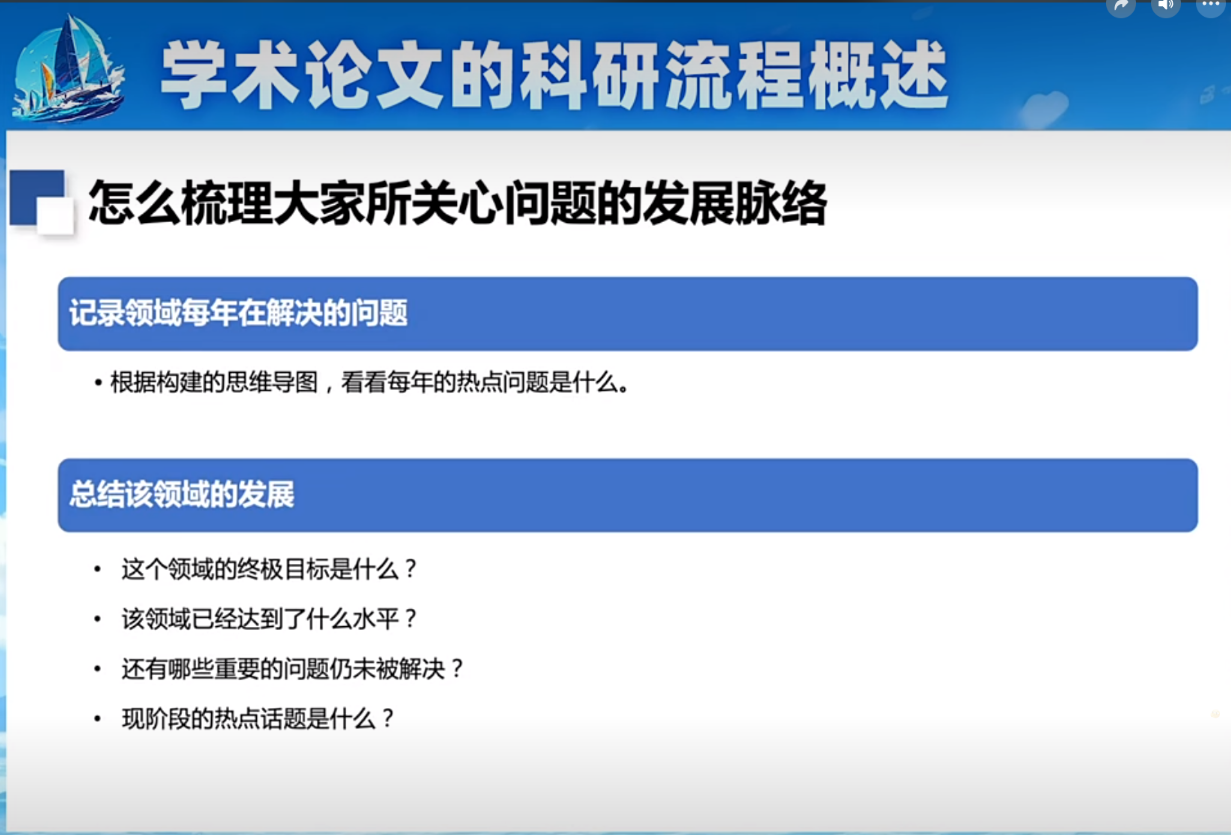 学术论文的科研流程概述
怎么梳理大家所关心问题的发展脉络
记录领域每年在解决的问题
• 根据构建的思维导图，看看每年的热点问题是什么。
总结该领域的发展
• 这个领域的终极目标是什么？
• 该领域已经达到了什么水平？
• 还有哪些重要的问题仍未被解决？
• 现阶段的热点话题是什么？